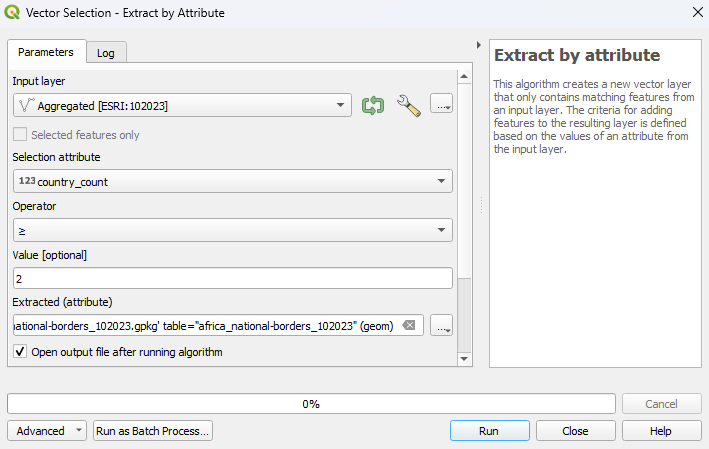 Vector Selection - Extract by Attribute
Parameters
Log
Input layer
Aggregated [ESRI:102023]
...
Selected features only
Selection attribute
123 country_count
Operator
≥
Value [optional]
2
Extracted (attribute)
national-borders_102023.gpkg' table="africa_national-borders_102023" (geom)
...
Open output file after running algorithm
Extract by attribute
This algorithm creates a new vector layer
that only contains matching features from
an input layer. The criteria for adding
features to the resulting layer is defined
based on the values of an attribute from
the input layer.
0%
Cancel
Advanced
Run as Batch Process...
Run
Close
Help